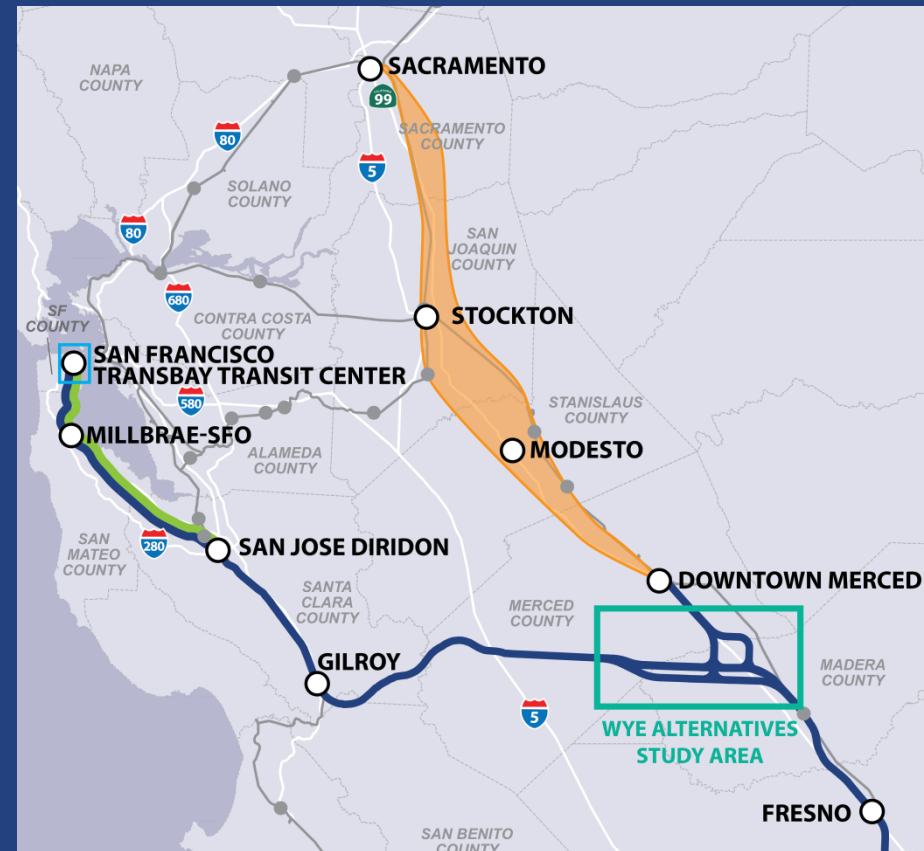 SACRAMENTO
NAPA
COUNTY
CALIFORNIA
99
SACRAMENTO
COUNTY
80
5
SOLANO
COUNTY
80
SAN
JOAQUIN
COUNTY
680
SF
COUNTY
CONTRA COSTA
COUNTY
STOCKTON
SAN FRANCISCO
TRANSBAY TRANSIT CENTER
580
STANISLAUS
COUNTY
MILLBRAE-SFO
ALAMEDA
COUNTY
MODESTO
280
SAN
MATEO
COUNTY
SAN JOSE DIRIDON
SANTA
CLARA
COUNTY
DOWNTOWN MERCED
MERCED
COUNTY
GILROY
MADERA
COUNTY
5
WYE ALTERNATIVES
STUDY AREA
FRESNO
SAN BENITO
COUNTY